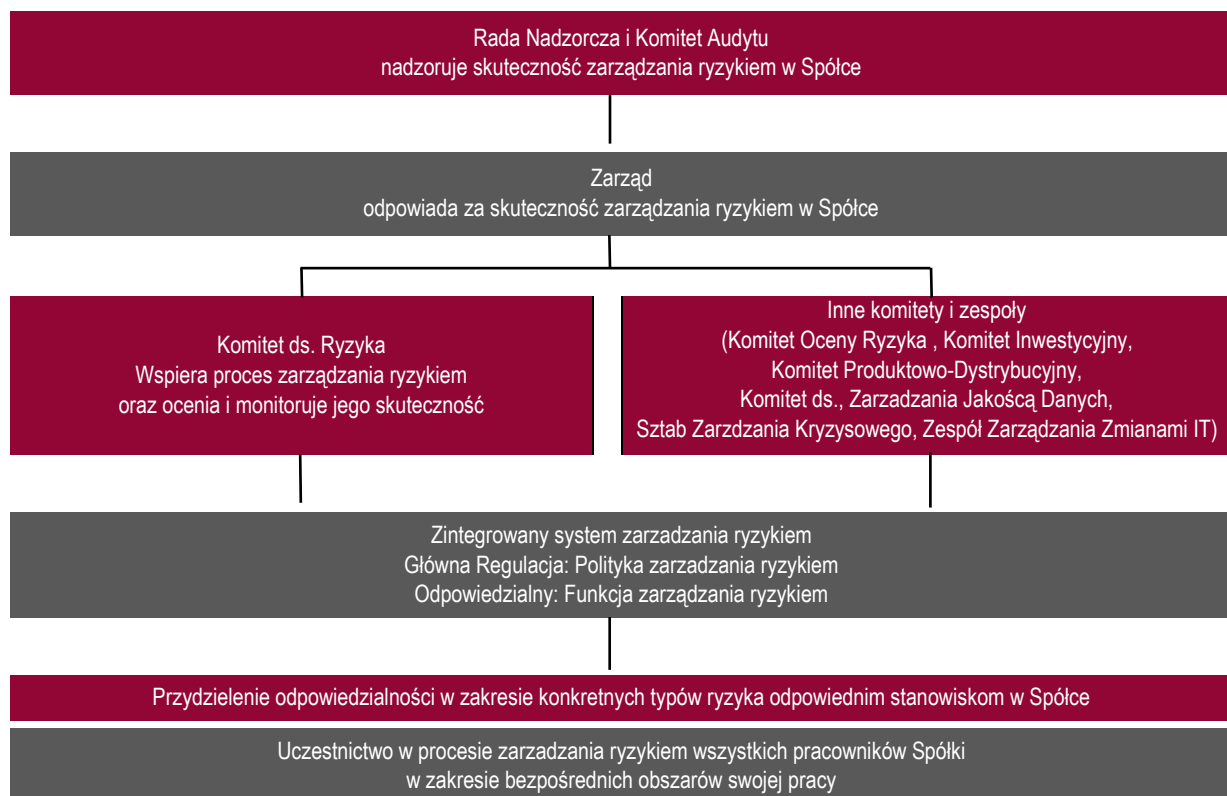 Rada Nadzorcza i Komitet Audytu
nadzoruje skuteczność zarządzania ryzykiem w Spółce
Zarząd
odpowiada za skuteczność zarządzania ryzykiem w Spółce
Komitet ds. Ryzyka
Wspiera proces zarządzania ryzykiem
oraz ocenia i monitoruje jego skuteczność
Inne komitety i zespoły
(Komitet Oceny Ryzyka , Komitet Inwestycyjny,
Komitet Produktowo-Dystrybucyjny,
Komitet ds., Zarzadzania Jakością Danych,
Sztab Zarzdzania Kryzysowego, Zespół Zarządzania Zmianami IT)
Zintegrowany system zarzadzania ryzykiem
Główna Regulacja: Polityka zarzadzania ryzykiem
Odpowiedzialny: Funkcja zarządzania ryzykiem
Przydzielenie odpowiedzialności w zakresie konkretnych typów ryzyka odpowiednim stanowiskom w Spółce
Uczestnictwo w procesie zarzadzania ryzykiem wszystkich pracowników Spółki
w zakresie bezpośrednich obszarów swojej pracy